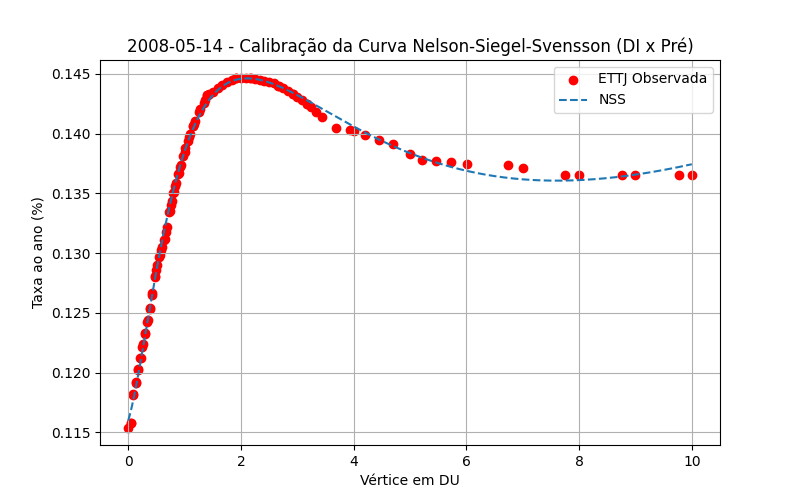 2008-05-14 - Calibração da Curva Nelson-Siegel-Svensson (DI x Pré)
ETTJ Observada
NSS
Taxa ao ano (%)
0.145
0.140
0.135
0.130
0.125
0.120
0.115
0 2 4 6 8 10
Vértice em DU